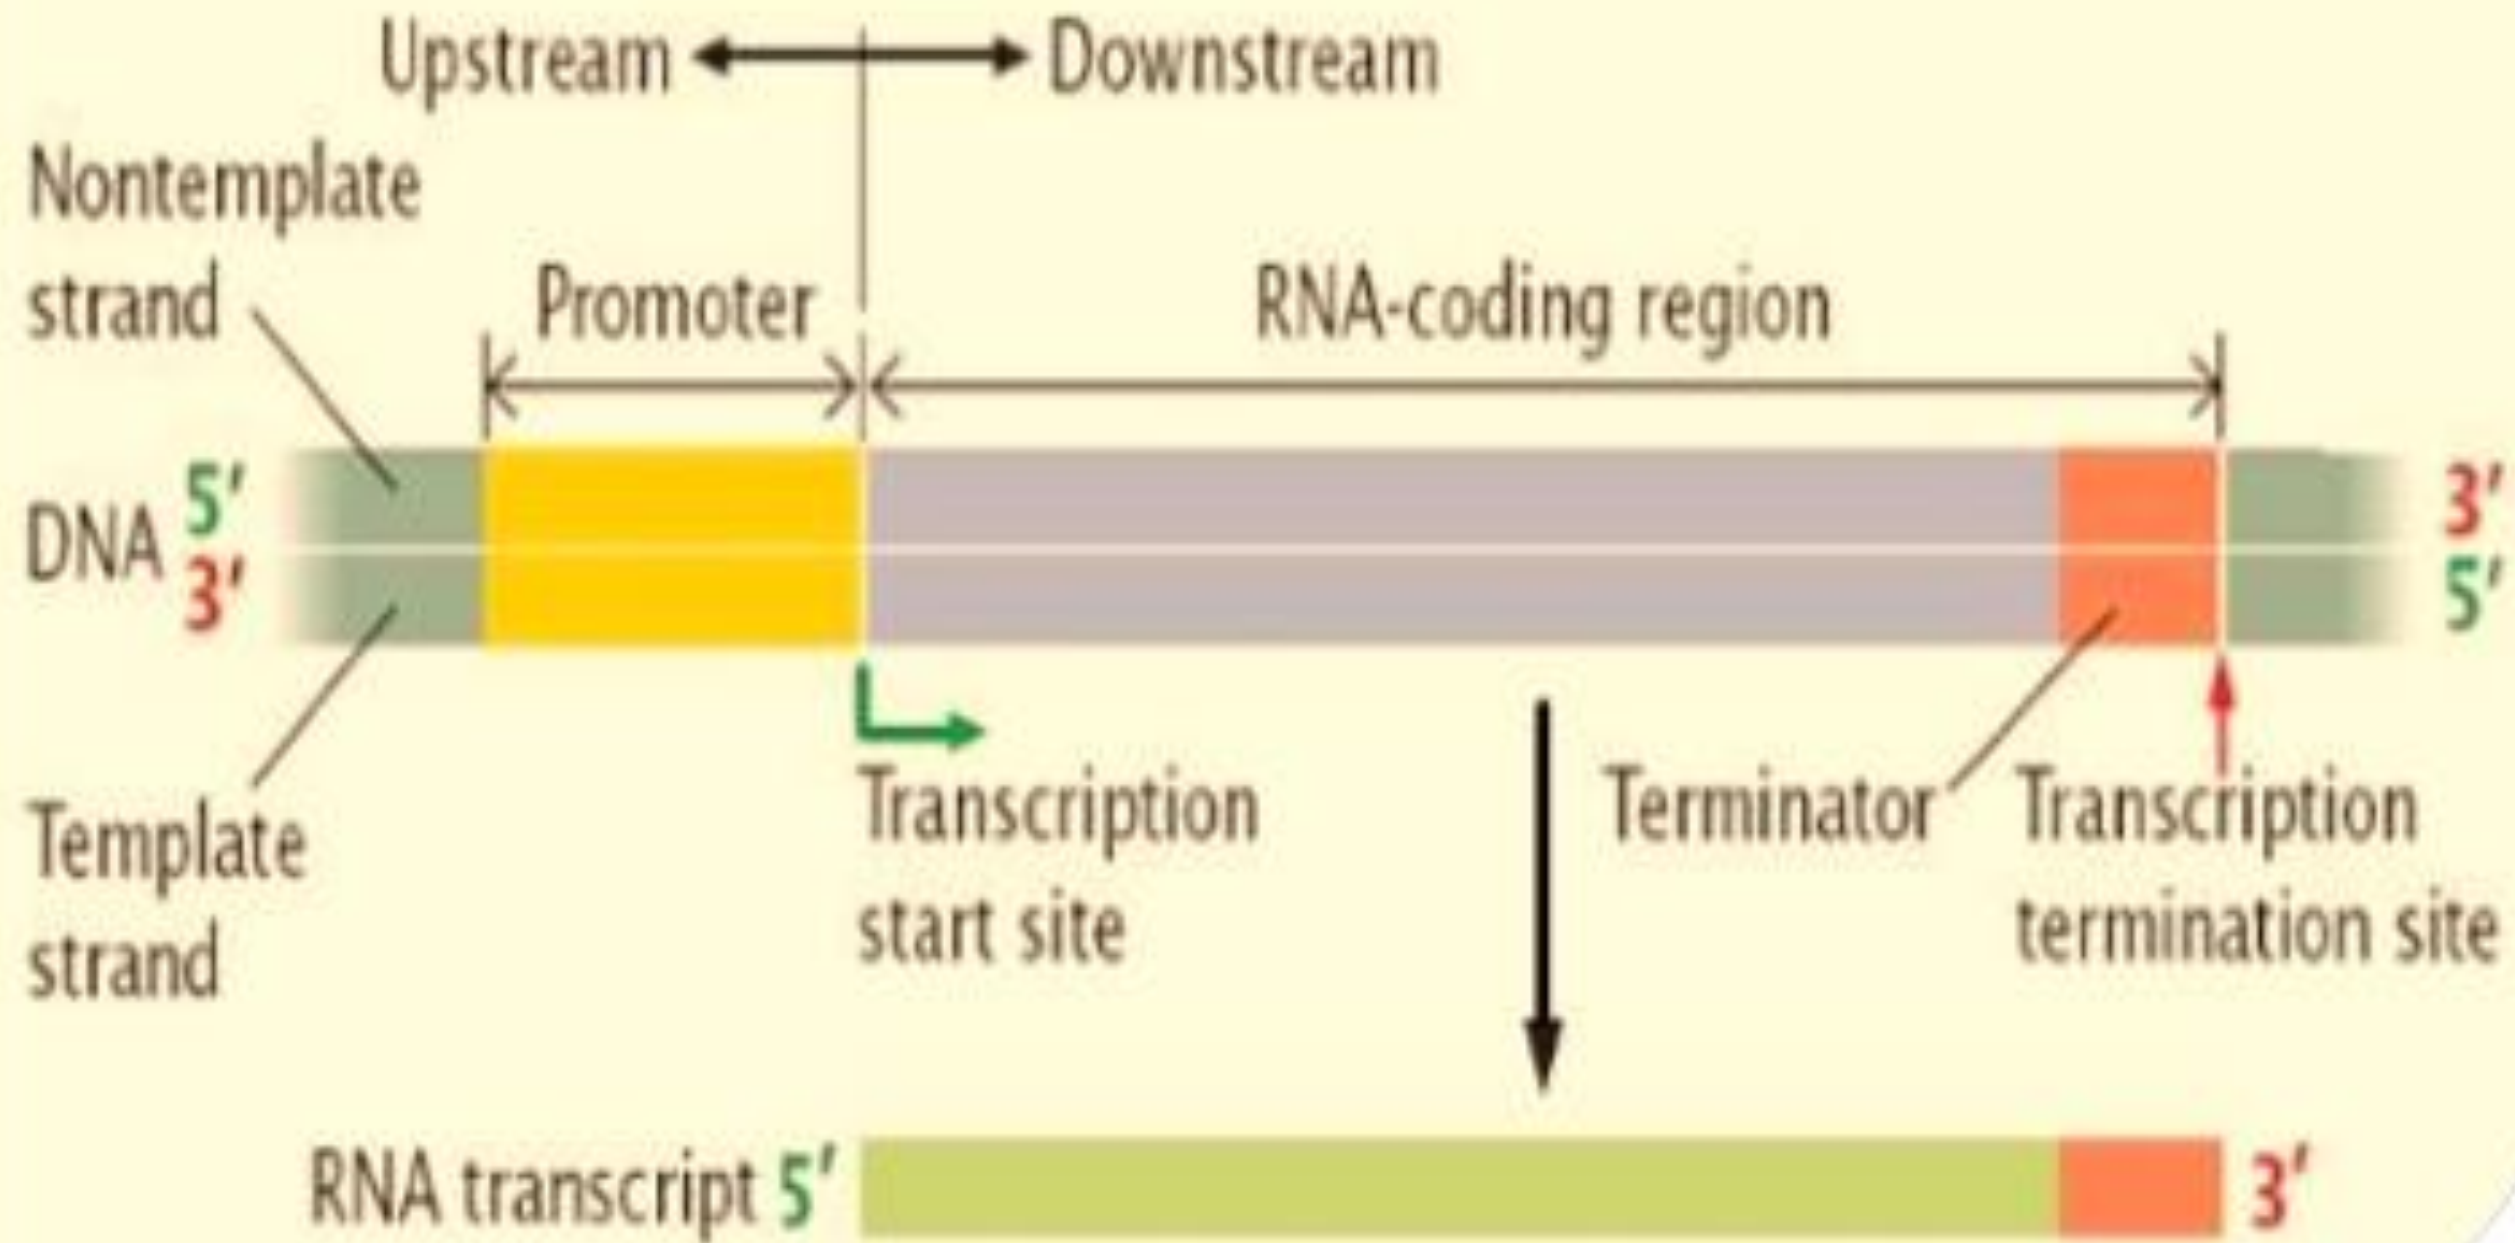 Upstream Downstream
Nontemplate
strand
Promoter
RNA-coding region
DNA 5′ 3′
3′ 5′
Transcription
start site
Terminator
Transcription
termination site
Template
strand
RNA transcript 5′ 3′